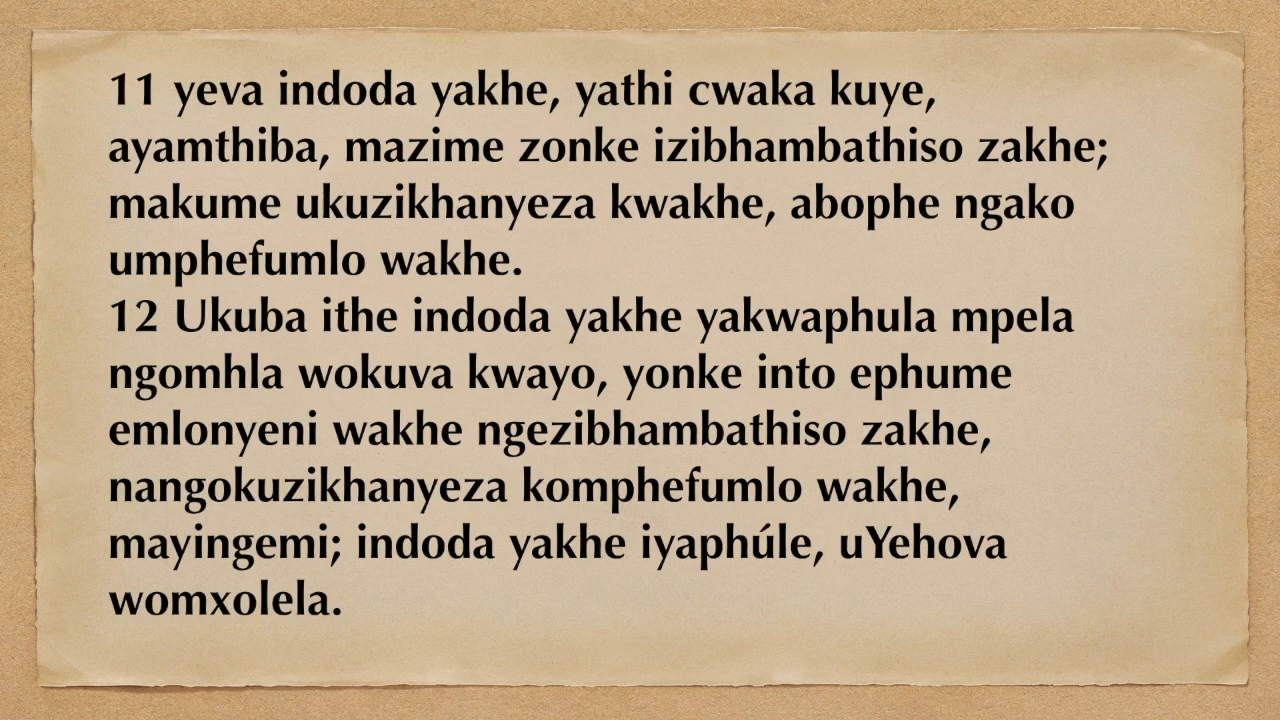 11 yeva indoda yakhe, yathi cwaka kuye,
ayamthiba, mazime zonke izibhambathiso zakhe;
makume ukuzikhanyeza kwakhe, abophe ngako
umphefumlo wakhe.
12 Ukuba ithe indoda yakhe yakwaphula mpela
ngomhla wokuva kwayo, yonke into ephume
emlonyeni wakhe ngezibhambathiso zakhe,
nangokuzikhanyeza komphefumlo wakhe,
mayingemi; indoda yakhe iyaphúle, uYehova
womxolela.